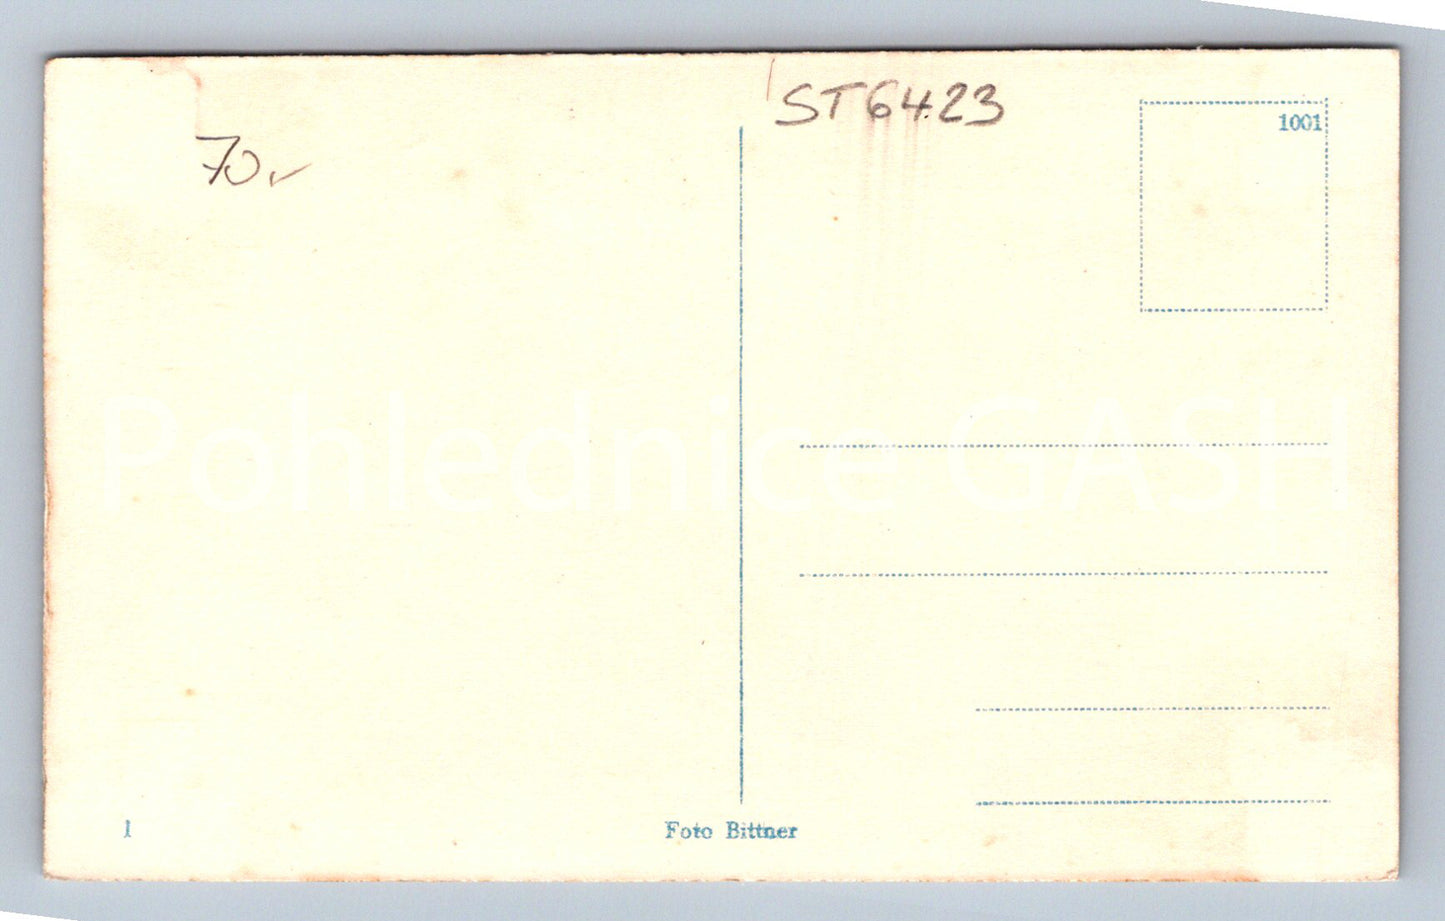 ST6423
1001
70,-
Pohlednice GASH
1
Foto Bittner